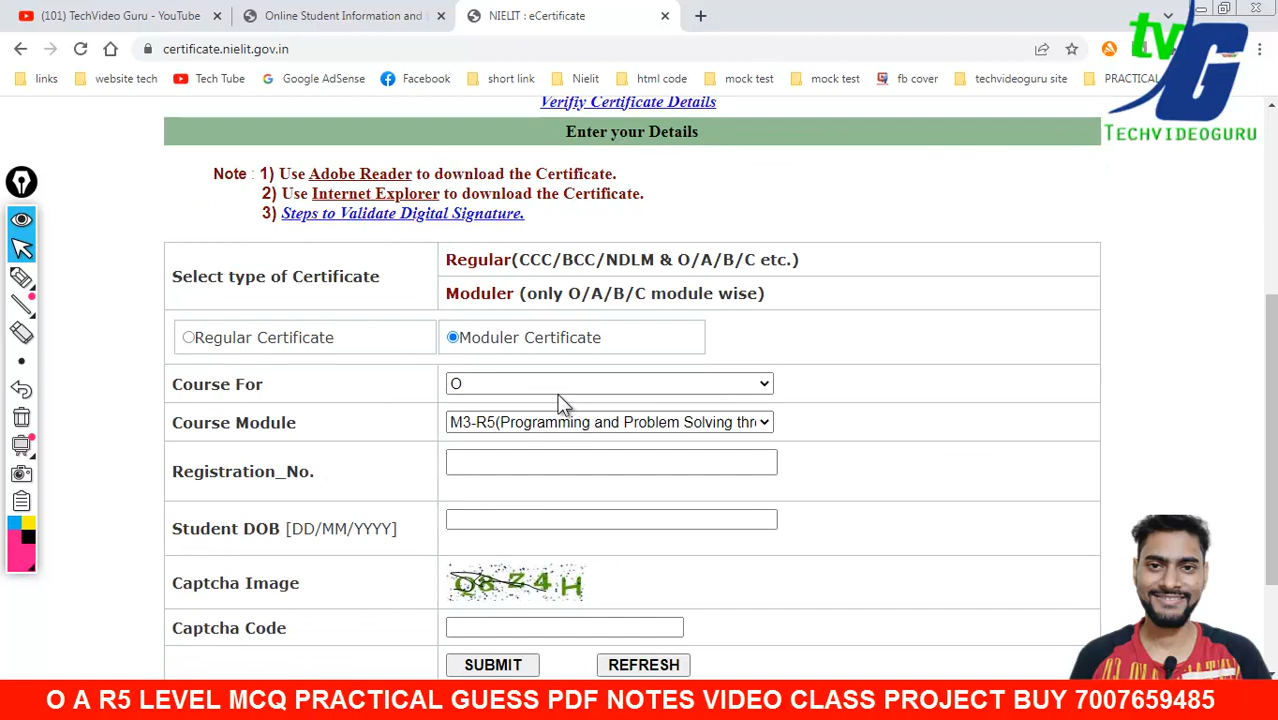 (101) TechVideo Guru - YouTube
Online Student Information and
NIELIT : eCertificate
certificate.nielit.gov.in
links
website tech
Tech Tube
Google AdSense
Facebook
short link
Nielit
html code
mock test
mock test
fb cover
techvideoguru site
PRACTICAL
tv
G
TECHVIDEOGURU
Verifiy Certificate Details
Enter your Details
Note : 1) Use Adobe Reader to download the Certificate.
2) Use Internet Explorer to download the Certificate.
3) Steps to Validate Digital Signature.
Select type of Certificate
Regular(CCC/BCC/NDLM & O/A/B/C etc.)
Moduler (only O/A/B/C module wise)
Regular Certificate
Moduler Certificate
Course For
O
Course Module
M3-R5(Programming and Problem Solving thr
Registration_No.
Student DOB [DD/MM/YYYY]
Captcha Image
Q8Z4H
Captcha Code
SUBMIT
REFRESH
O A R5 LEVEL MCQ PRACTICAL GUESS PDF NOTES VIDEO CLASS PROJECT BUY 7007659485